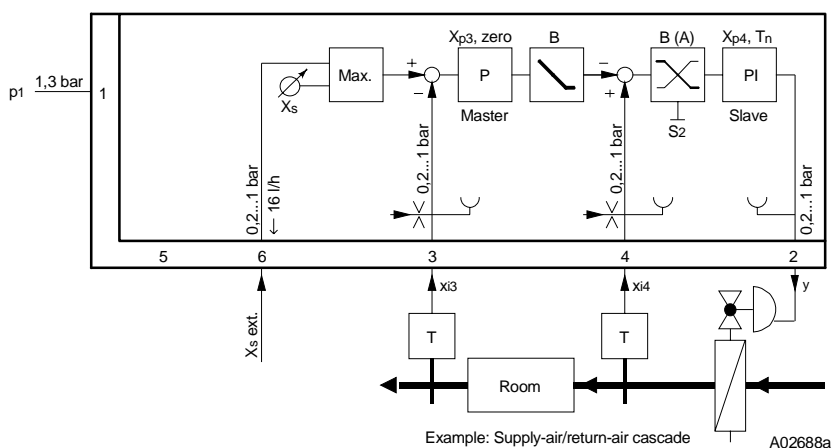 Xp3, zero
B
B (A)
Xp4, Tn
p1
1,3 bar
1
Xs
Max.
+
−
P
−
+
PI
Master
S2
Slave
0,2...1 bar
← 16 l/h
0,2...1 bar
0,2...1 bar
0,2...1 bar
5
6
3
4
2
Xs ext.
xi3
xi4
y
T
T
Room
Example: Supply-air/return-air cascade
A02688a